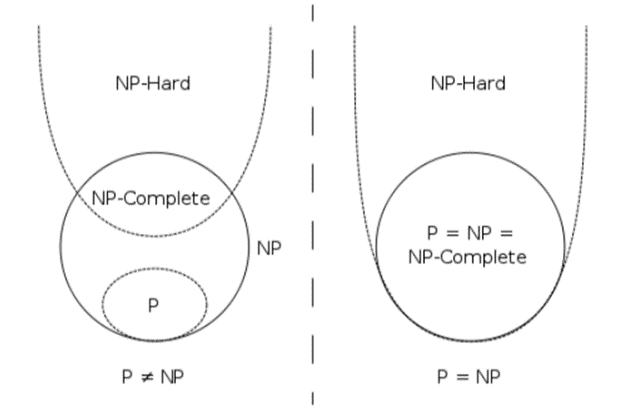 NP-Hard
NP-Complete
NP
P
P ≠ NP
NP-Hard
P = NP =
NP-Complete
P = NP